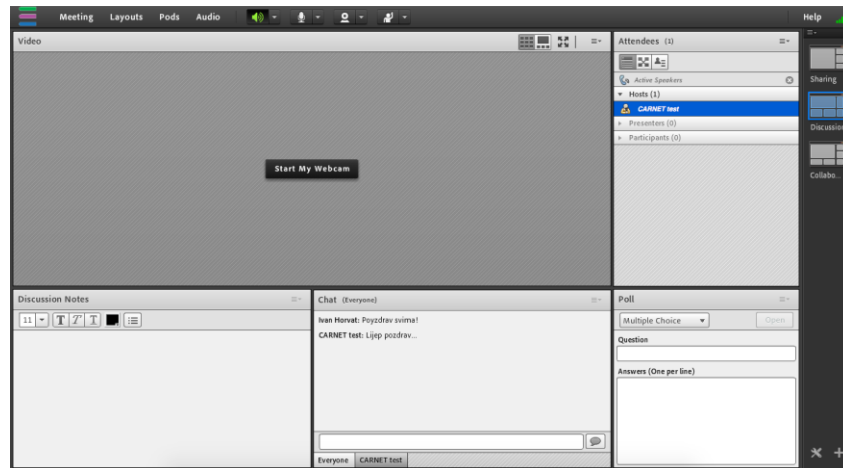 Meeting Layouts Pods Audio Help
Video
Attendees (1)
Active Speakers
Hosts (1)
CARNET test
Presenters (0)
Participants (0)
Start My Webcam
Sharing
Discussion
Collabo...
Discussion Notes
11 T T T
Chat (Everyone)
Ivan Horvat: Poyzdrav svima!
CARNET test: Lijep pozdrav...
Everyone CARNET test
Poll
Multiple Choice Open
Question
Answers (One per line)